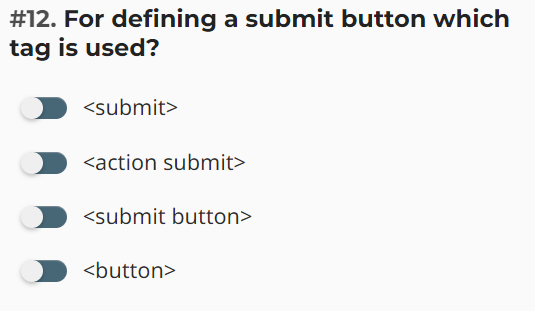 #12. For defining a submit button which
tag is used?
<submit>
<action submit>
<submit button>
<button>